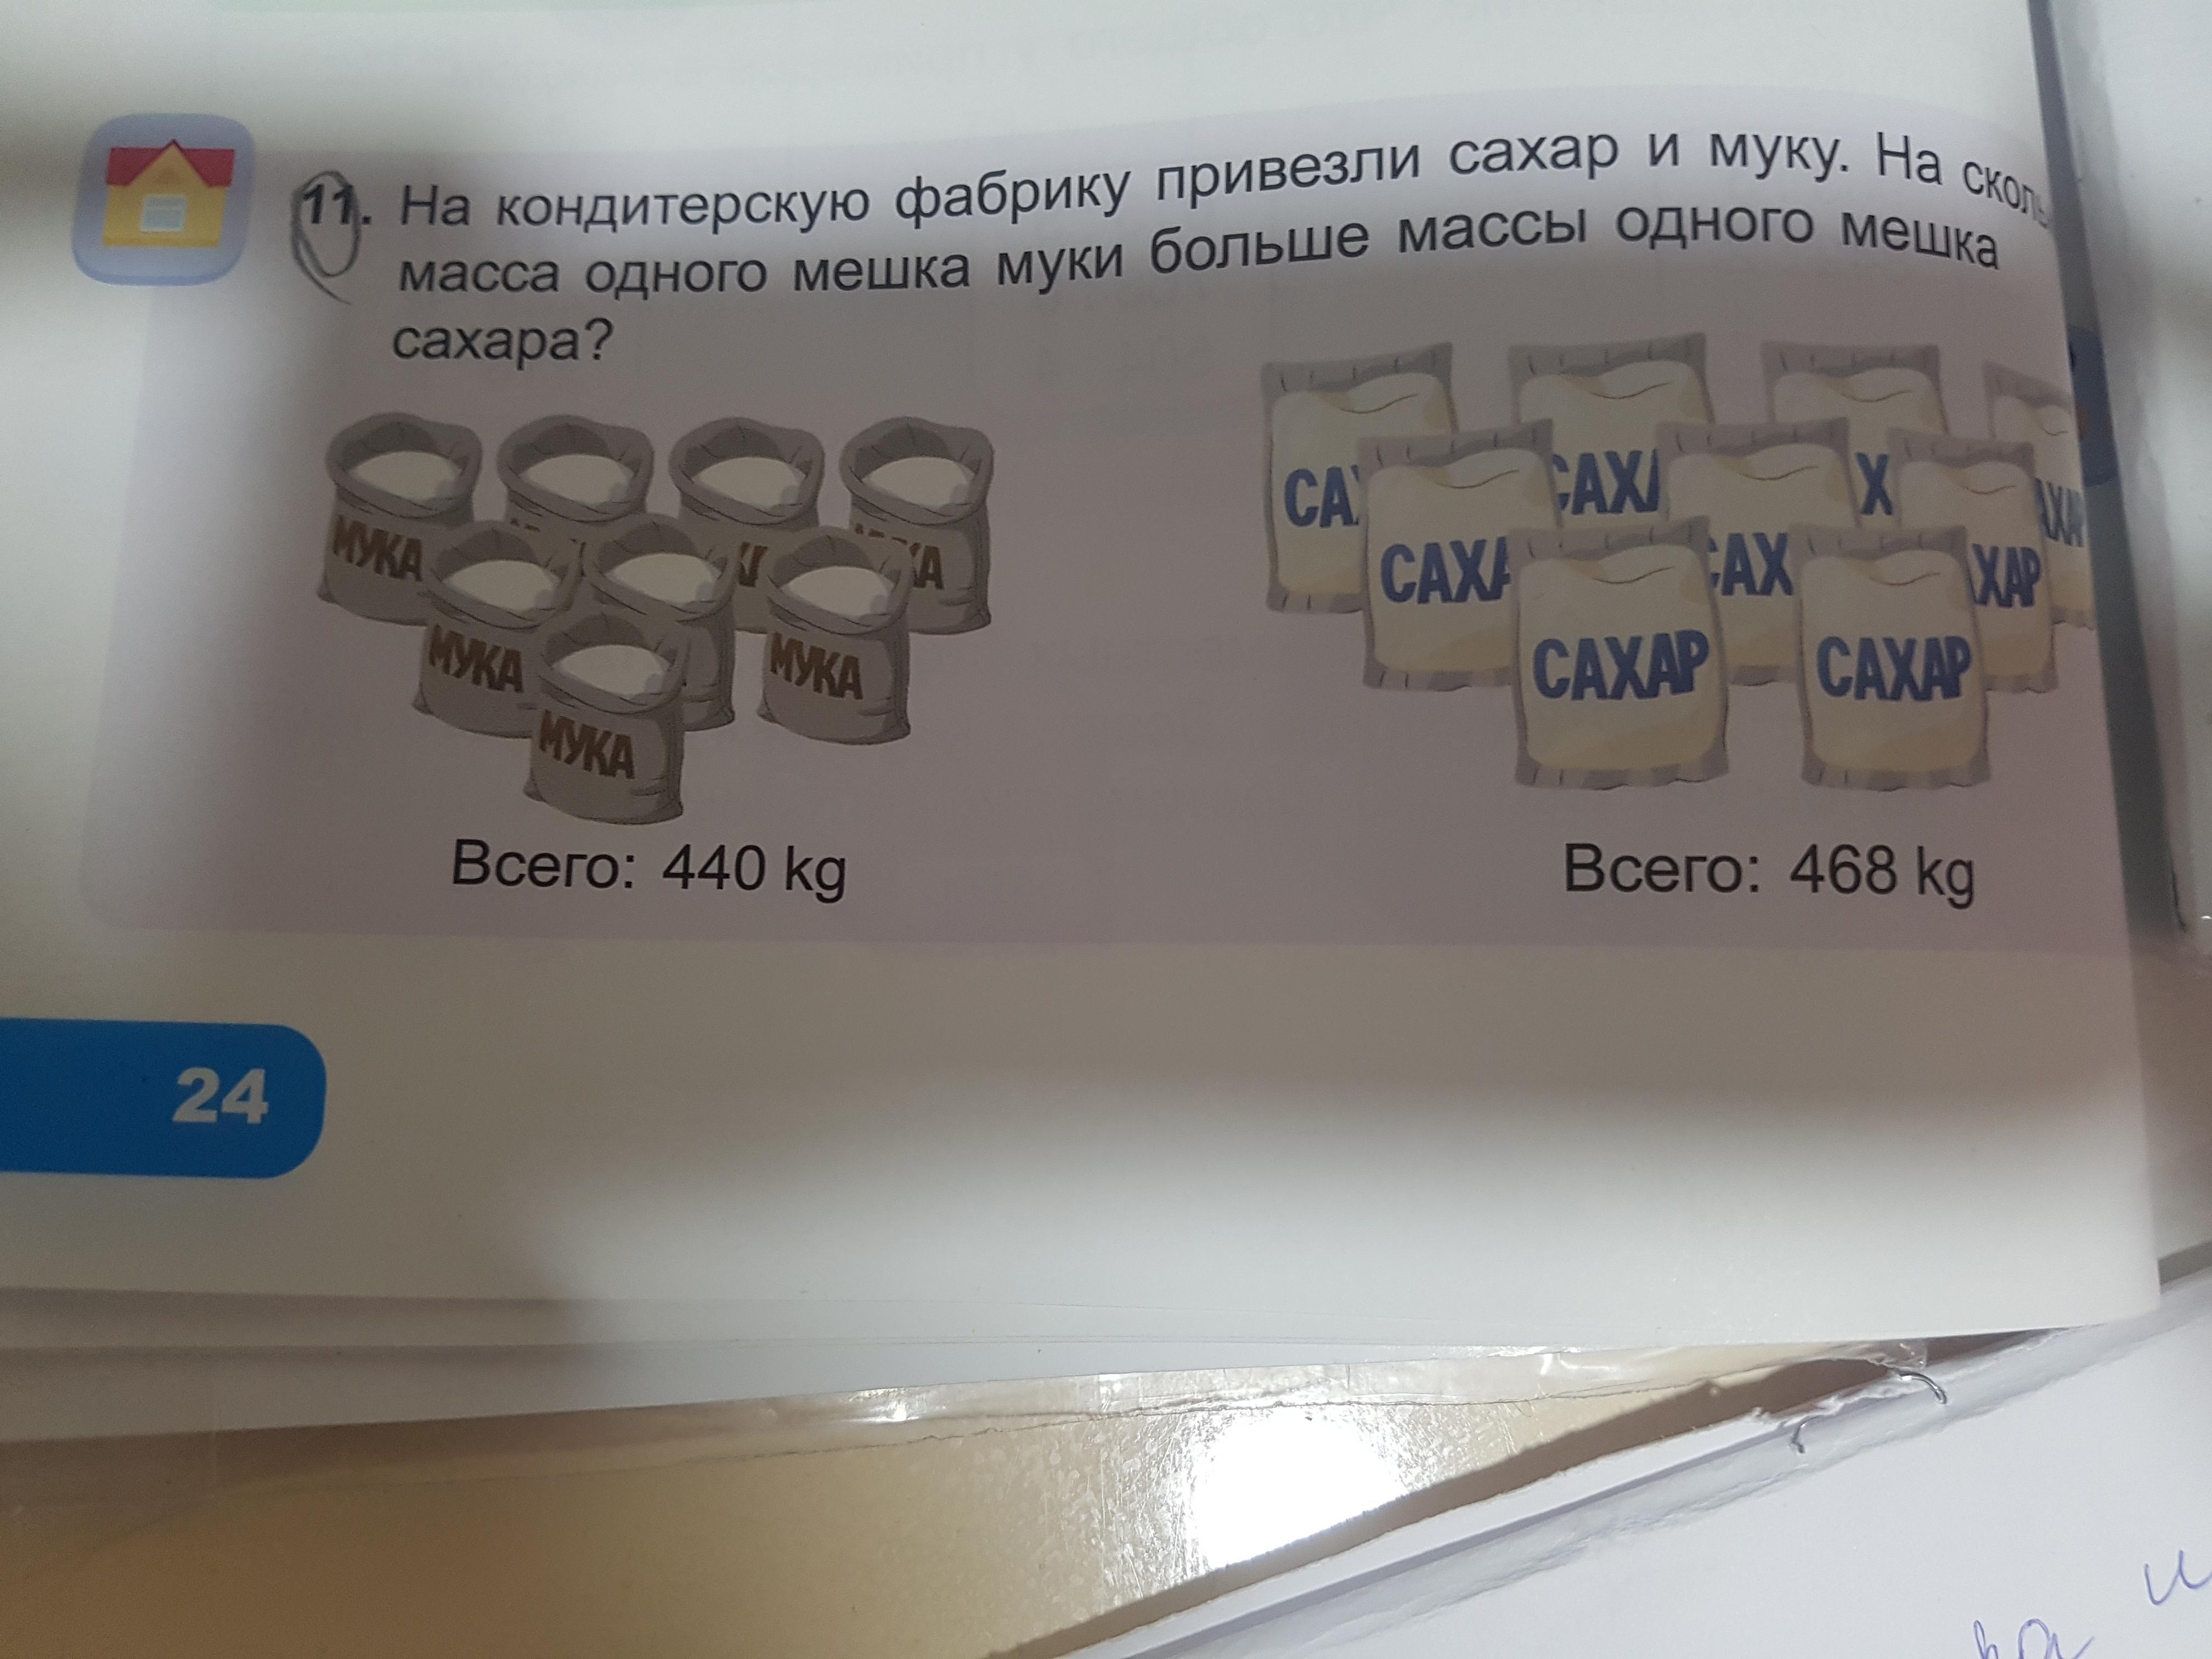 11. На кондитерскую фабрику привезли сахар и муку. На
масса одного мешка муки больше массы одного мешка
сахара?
МУКА
МУКА
МУКА
МУКА
САХАР
САХАР
Всего: 440 kg
Всего: 468 kg
24